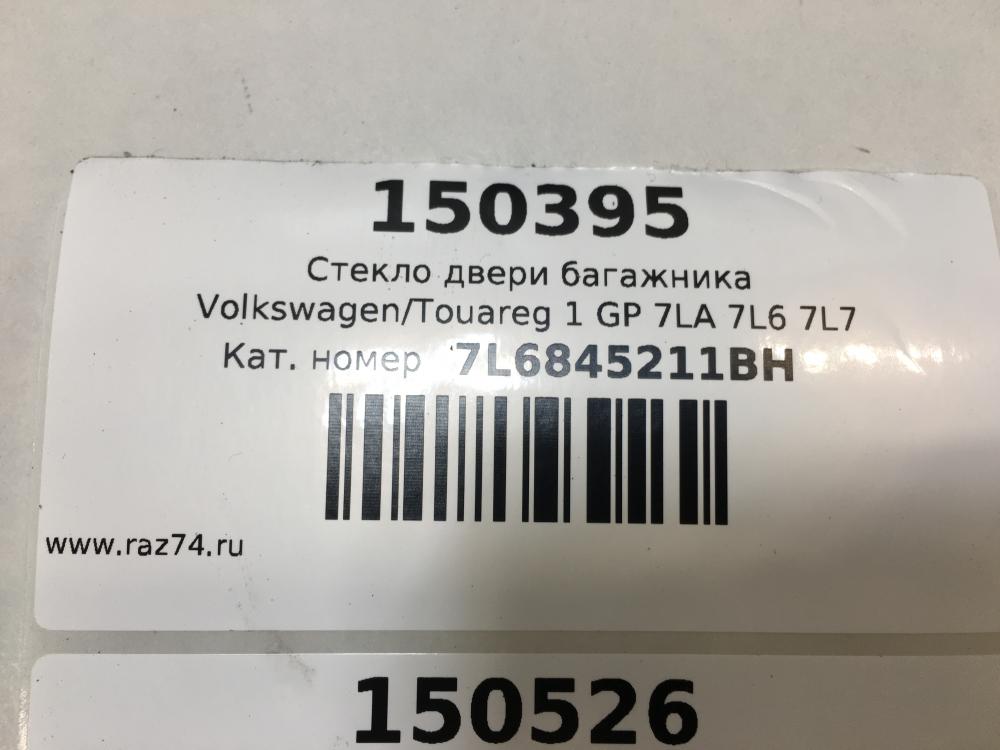 150395
Стекло двери багажника
Volkswagen/Touareg 1 GP 7LA 7L6 7L7
Кат. номер 7L6845211BH
www.raz74.ru
150526